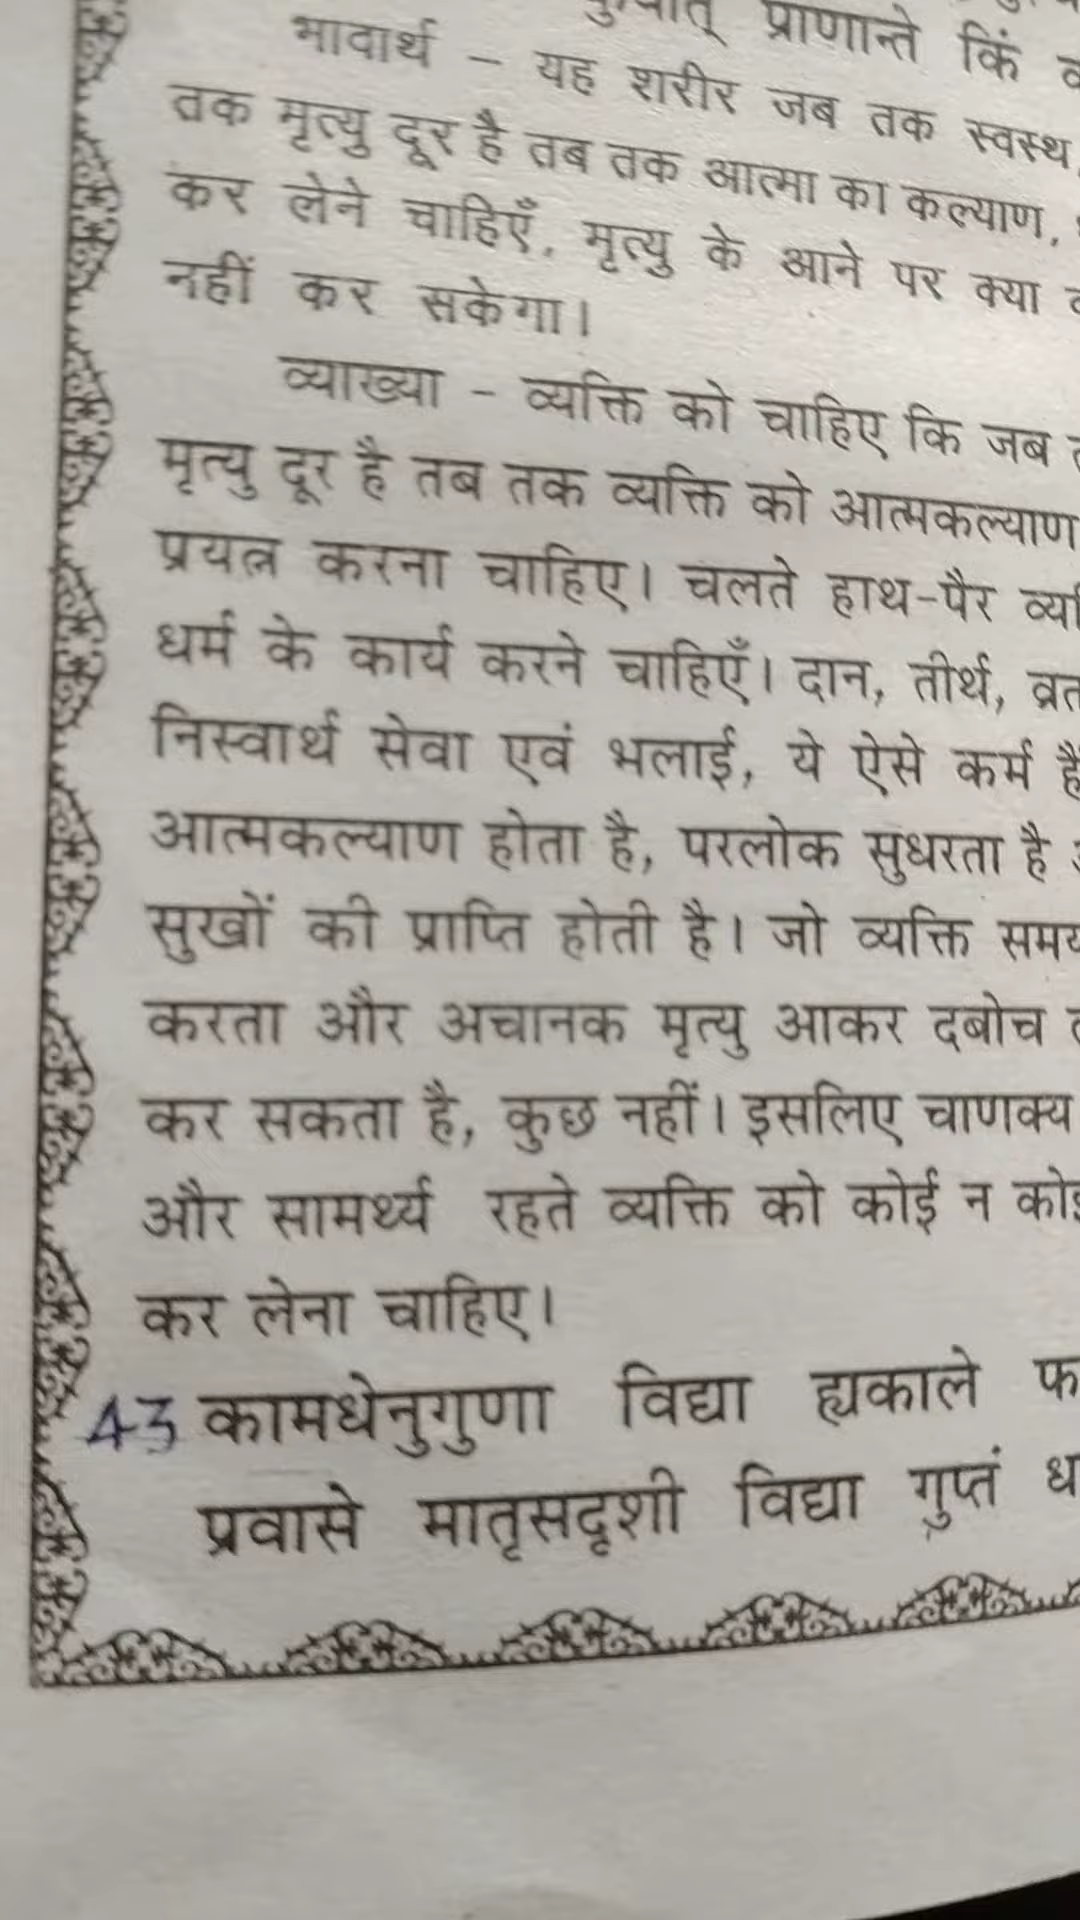 प्राणान्ते किं
भावार्थ – यह शरीर जब तक स्वस्थ,
तक मृत्यु दूर है तब तक आत्मा का कल्याण,
कर लेने चाहिएँ, मृत्यु के आने पर क्या
नहीं कर सकेगा।
व्याख्या – व्यक्ति को चाहिए कि जब
मृत्यु दूर है तब तक व्यक्ति को आत्मकल्याण
प्रयत्न करना चाहिए। चलते हाथ-पैर
धर्म के कार्य करने चाहिएँ। दान, तीर्थ, व्रत
निस्वार्थ सेवा एवं भलाई, ये ऐसे कर्म हैं
आत्मकल्याण होता है, परलोक सुधरता है
सुखों की प्राप्ति होती है। जो व्यक्ति समय
करता और अचानक मृत्यु आकर दबोच
कर सकता है, कुछ नहीं। इसलिए चाणक्य
और सामर्थ्य रहते व्यक्ति को कोई न कोई
कर लेना चाहिए।
43 कामधेनुगुणा विद्या ह्यकाले
प्रवासे मातृसदृशी विद्या गुप्तं